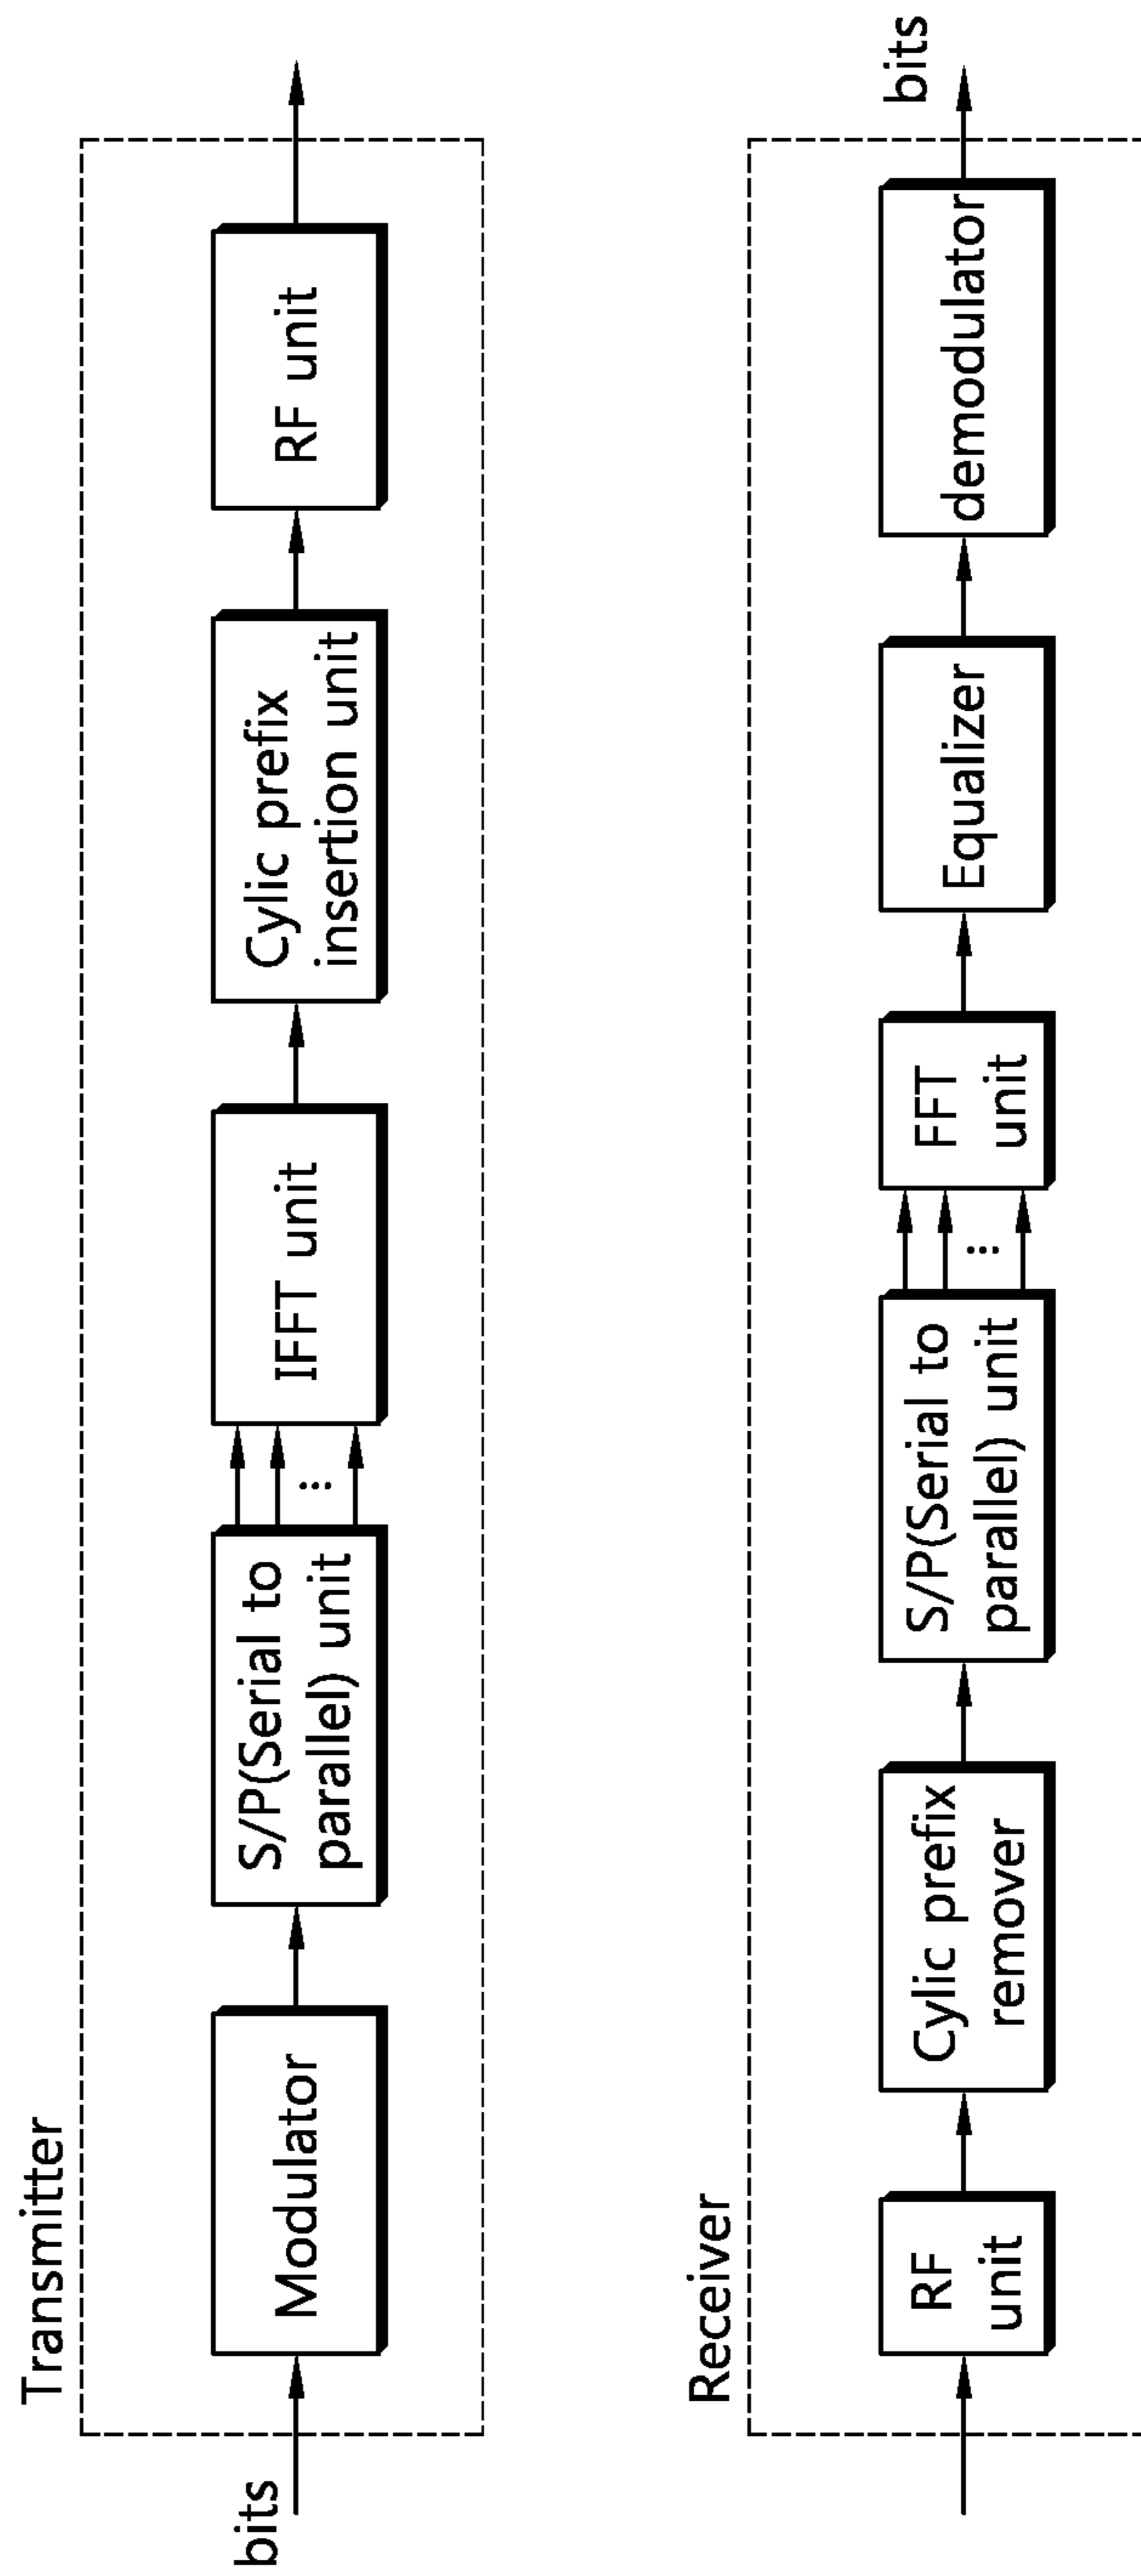 Transmitter
bits
Modulator
S/P(Serial to
parallel) unit
IFFT unit
Cylic prefix
insertion unit
RF unit
Receiver
RF
unit
Cylic prefix
remover
S/P(Serial to
parallel) unit
FFT
unit
Equalizer
demodulator
bits